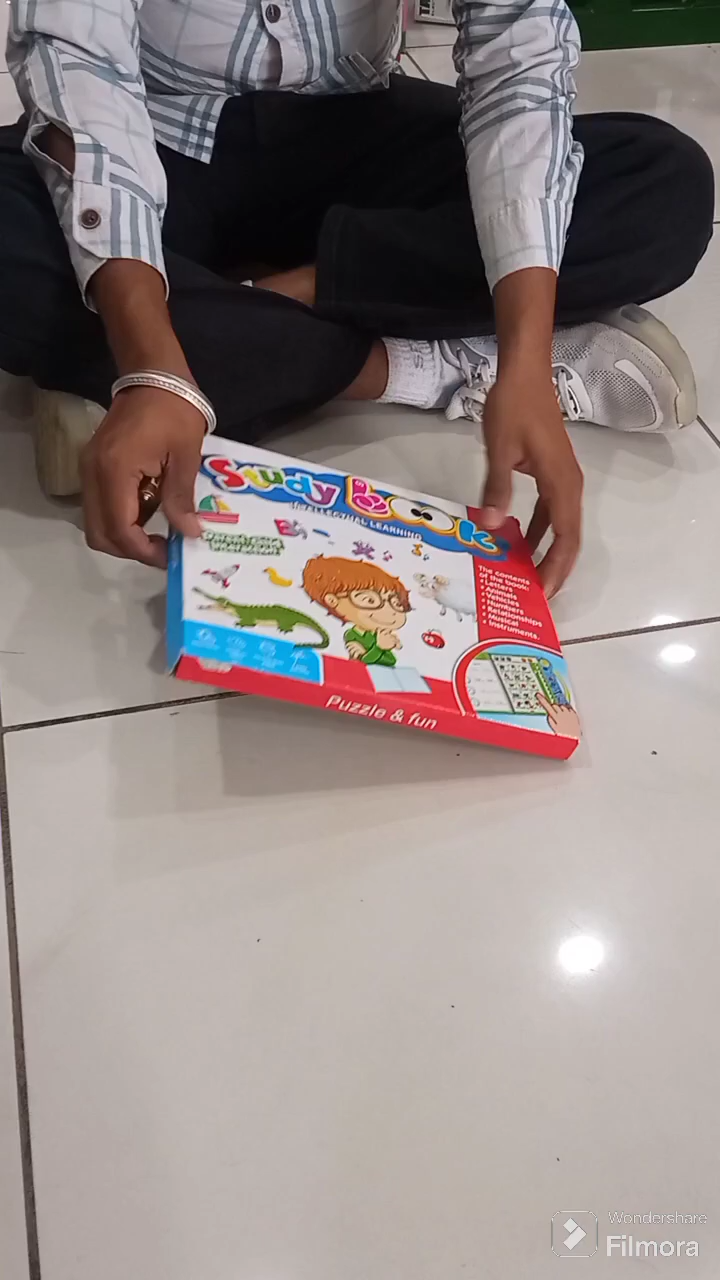 Study book
INTELLECTUAL LEARNING
The contents
of the book:
• Letters
• Animals
• Vehicles
• Numbers
• Relationships
• Musical
• Instruments.
Puzzle & fun
Wondershare
Filmora